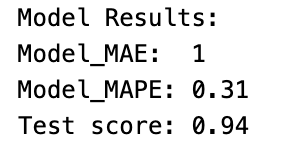 Model Results:
Model_MAE:  1
Model_MAPE: 0.31
Test score: 0.94